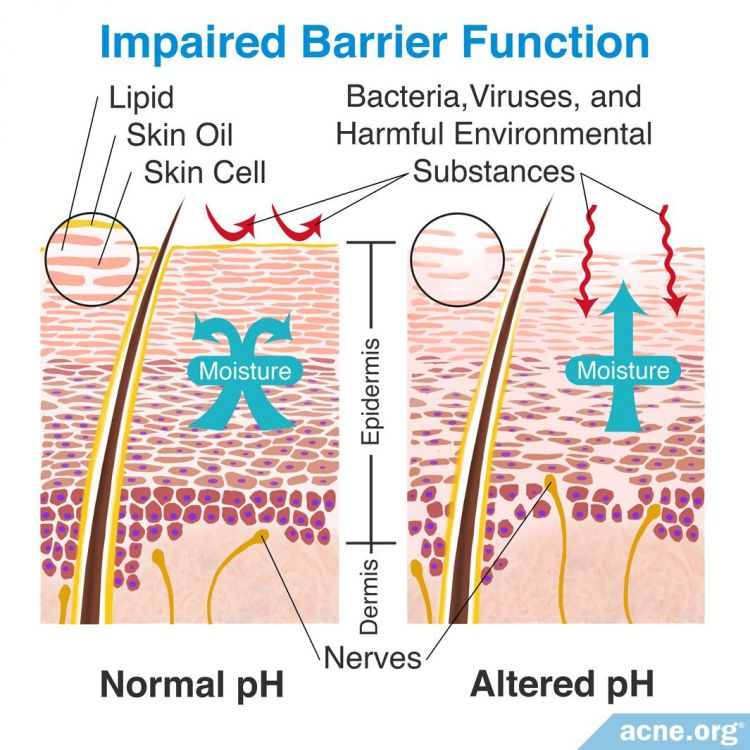 Impaired Barrier Function
Lipid
Skin Oil
Skin Cell
Bacteria,Viruses, and
Harmful Environmental
Substances
Moisture
Epidermis
Moisture
Dermis
Nerves
Normal pH
Altered pH
acne.org®